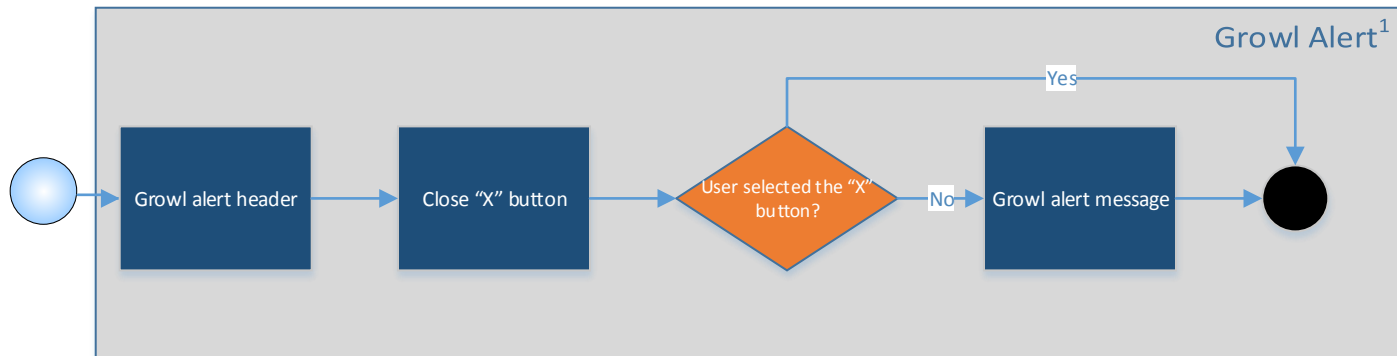 Growl Alert¹
Yes
Growl alert header
Close “X” button
User selected the “X”
button?
No
Growl alert message